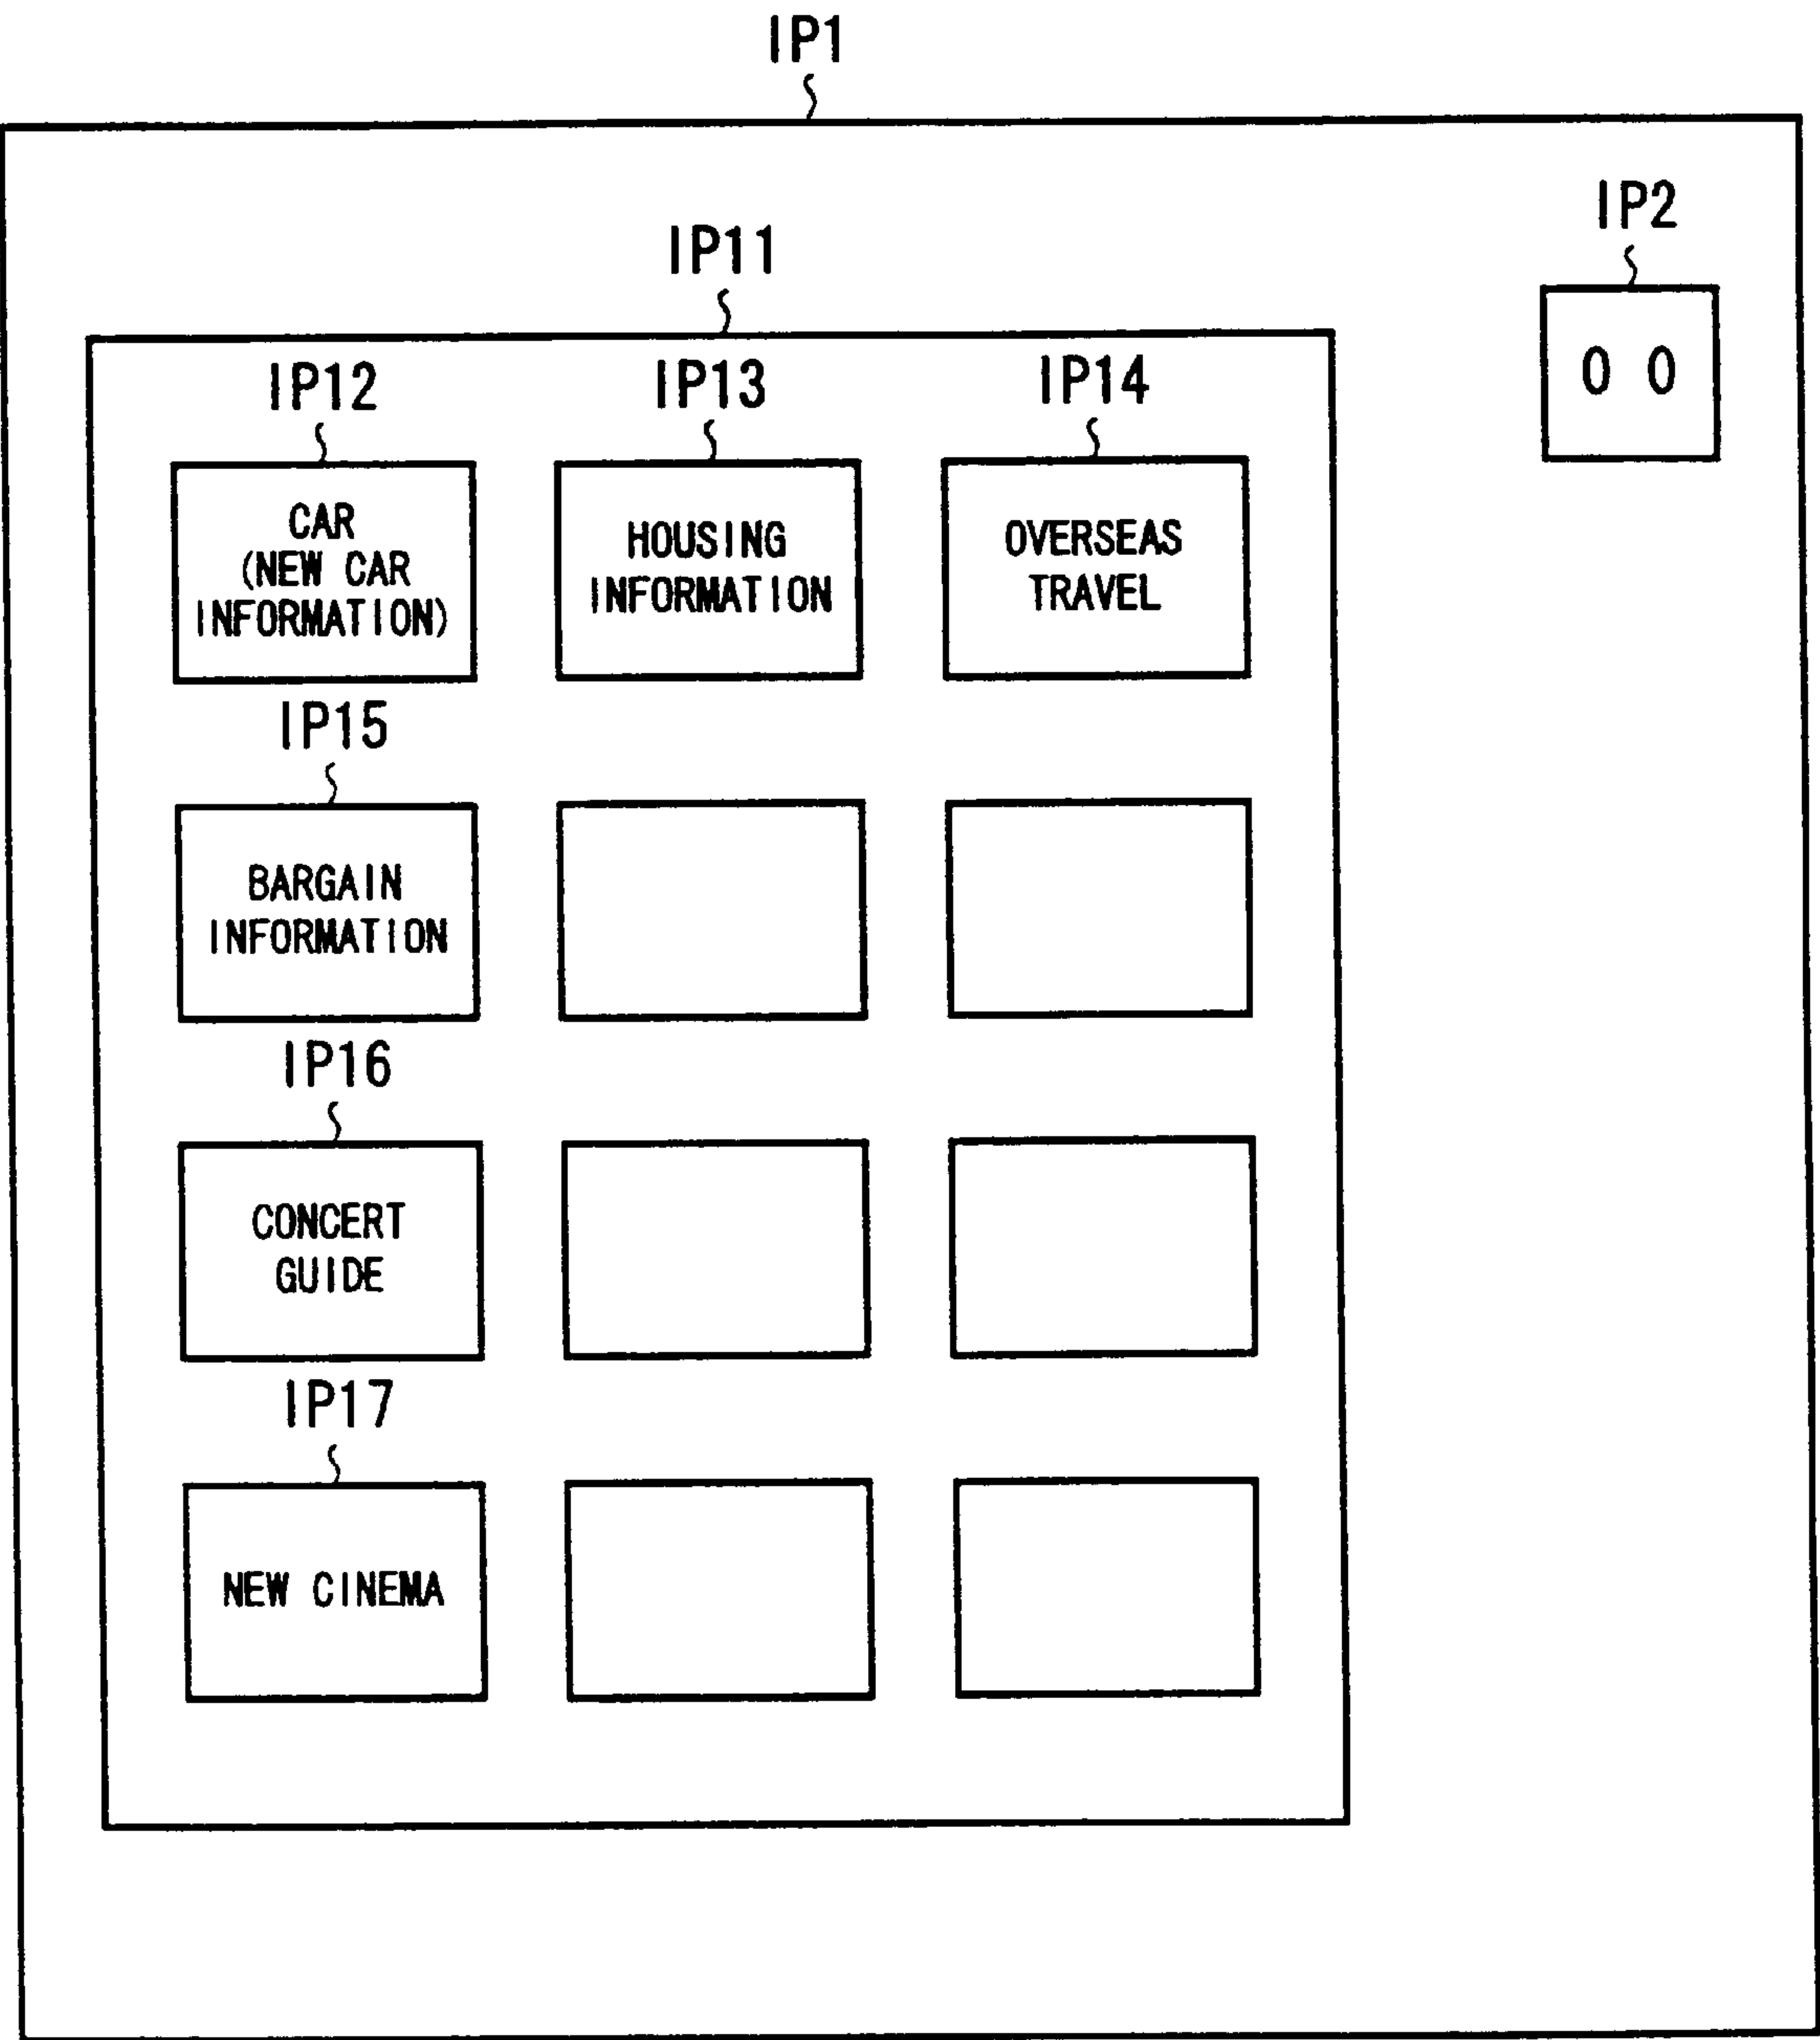 IP1
IP2
IP11
0 0
IP12
IP13
IP14
CAR
(NEW CAR
INFORMATION)
HOUSING
INFORMATION
OVERSEAS
TRAVEL
IP15
BARGAIN
INFORMATION
IP16
CONCERT
GUIDE
IP17
NEW CINEMA